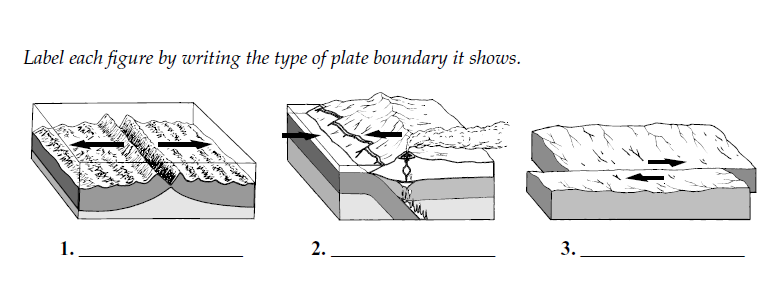 Label each figure by writing the type of plate boundary it shows.
1. 2. 3.